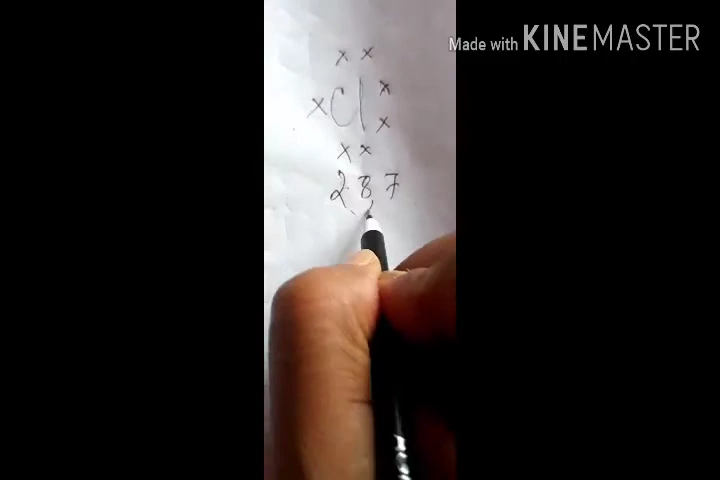 Made with KINEMASTER
x x
x Cl x
x
x x
2 8 7